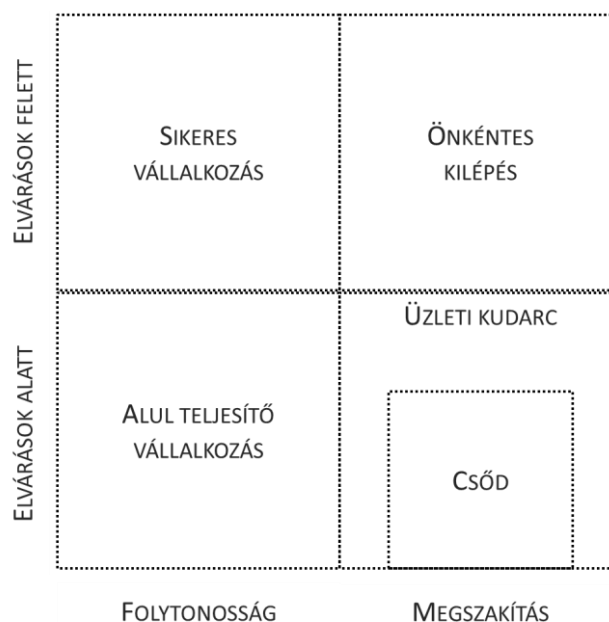 ELVÁRÁSOK FELETT
SIKERES
VÁLLALKOZÁS
ÖNKÉNTES
KILÉPÉS
ELVÁRÁSOK ALATT
ALUL TELJESÍTŐ
VÁLLALKOZÁS
ÜZLETI KUDARC
CSŐD
FOLYTONOSSÁG
MEGSZAKÍTÁS